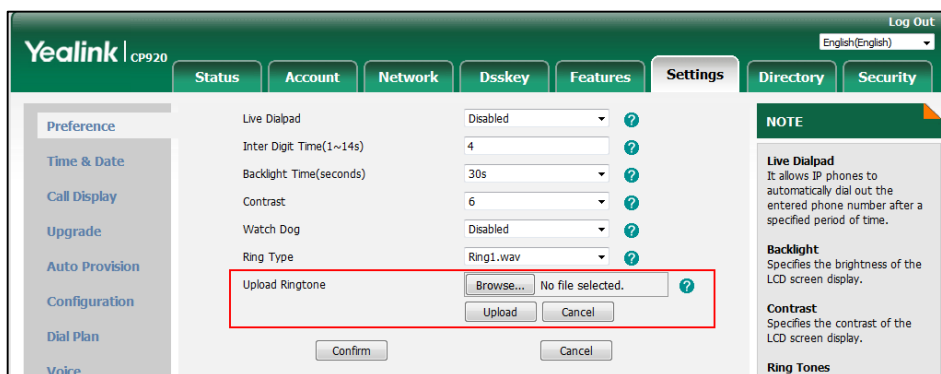 Log Out
English(English)
Yealink | CP920
Status Account Network Dsskey Features Settings Directory Security
Preference
Time & Date
Call Display
Upgrade
Auto Provision
Configuration
Dial Plan
Voice
Live Dialpad Disabled ?
Inter Digit Time(1~14s) 4 ?
Backlight Time(seconds) 30s ?
Contrast 6 ?
Watch Dog Disabled ?
Ring Type Ring1.wav ?
Upload Ringtone Browse... No file selected. ?
Upload Cancel
Confirm Cancel
NOTE
Live Dialpad
It allows IP phones to
automatically dial out the
entered phone number after a
specified period of time.
Backlight
Specifies the brightness of the
LCD screen display.
Contrast
Specifies the contrast of the
LCD screen display.
Ring Tones